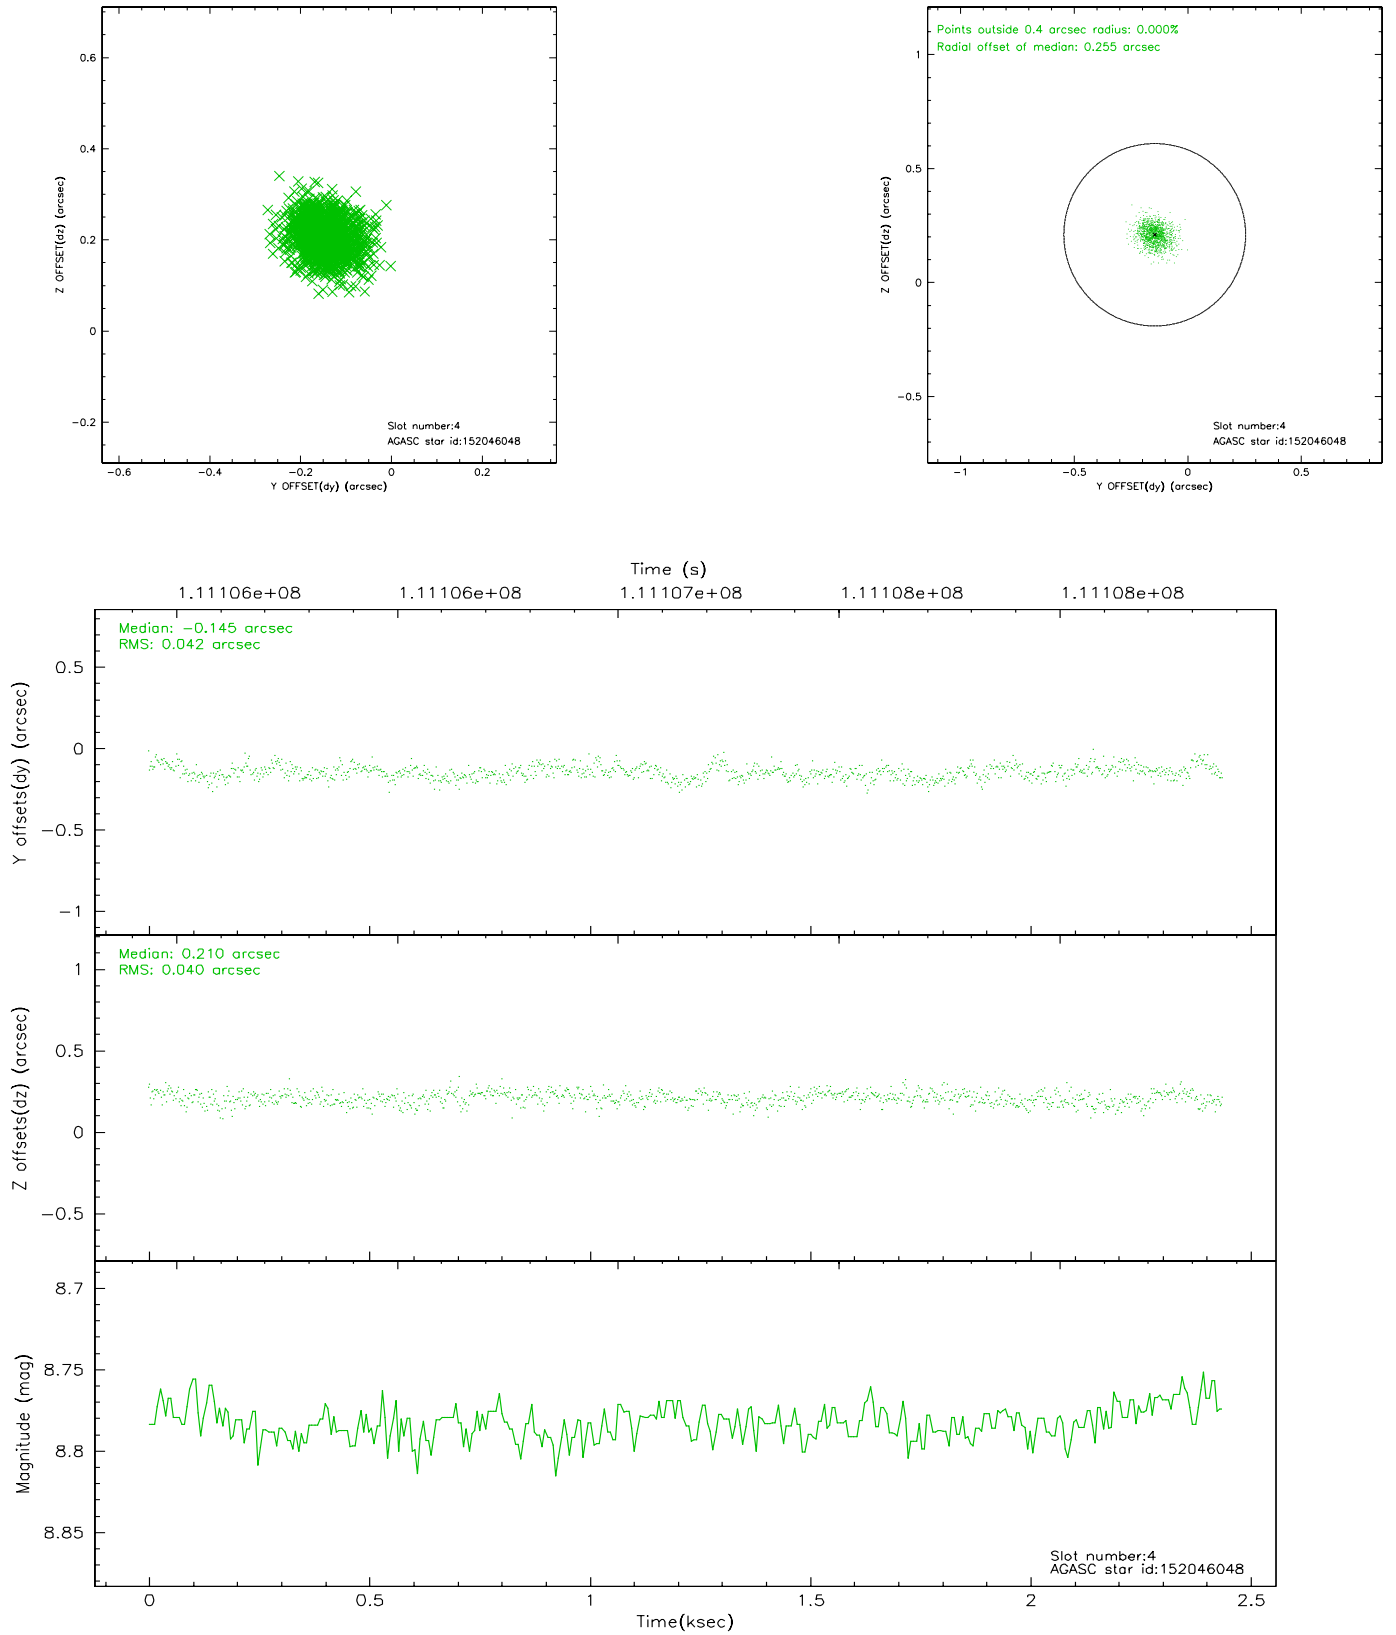 0.6
0.4
0.2
0
−0.2
Z OFFSET(dz) (arcsec)
Slot number:4
AGASC star id:152046048
−0.6 −0.4 −0.2 0 0.2
Y OFFSET(dy) (arcsec)
Points outside 0.4 arcsec radius: 0.000%
Radial offset of median: 0.255 arcsec
1
0.5
0
−0.5
Z OFFSET(dz) (arcsec)
Slot number:4
AGASC star id:152046048
−1 −0.5 0 0.5
Y OFFSET(dy) (arcsec)
Time (s)
1.11106e+08 1.11106e+08 1.11107e+08 1.11108e+08 1.11108e+08
Median: −0.145 arcsec
RMS: 0.042 arcsec
0.5
0
−0.5
−1
Y offsets(dy) (arcsec)
Median: 0.210 arcsec
RMS: 0.040 arcsec
1
0.5
0
−0.5
Z offsets(dz) (arcsec)
8.7
8.75
8.8
8.85
Magnitude (mag)
Slot number:4
AGASC star id:152046048
0 0.5 1 1.5 2 2.5
Time(ksec)